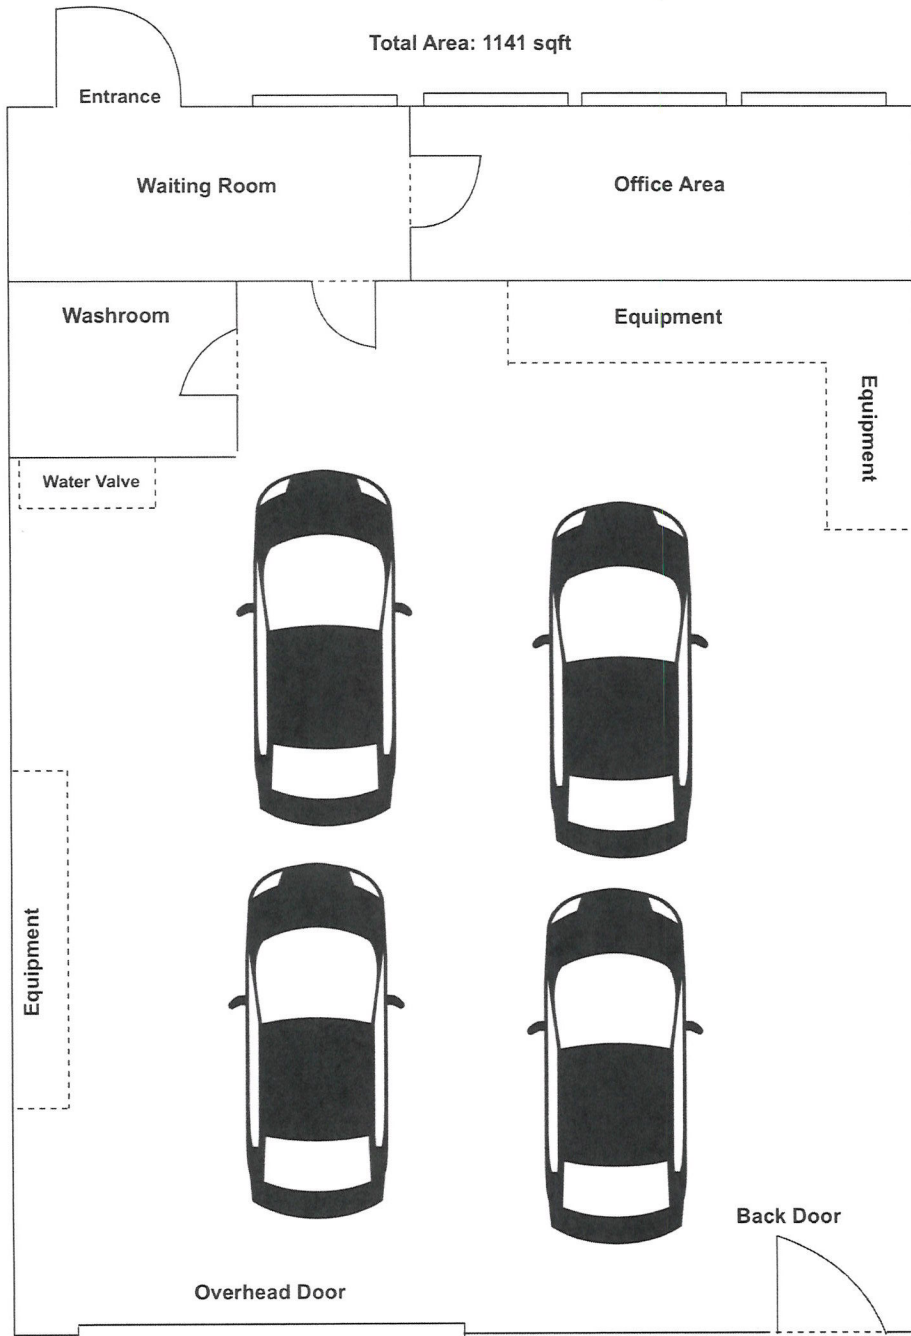 Total Area: 1141 sqft
Entrance
Waiting Room
Office Area
Washroom
Equipment
Equipment
Water Valve
Equipment
Back Door
Overhead Door